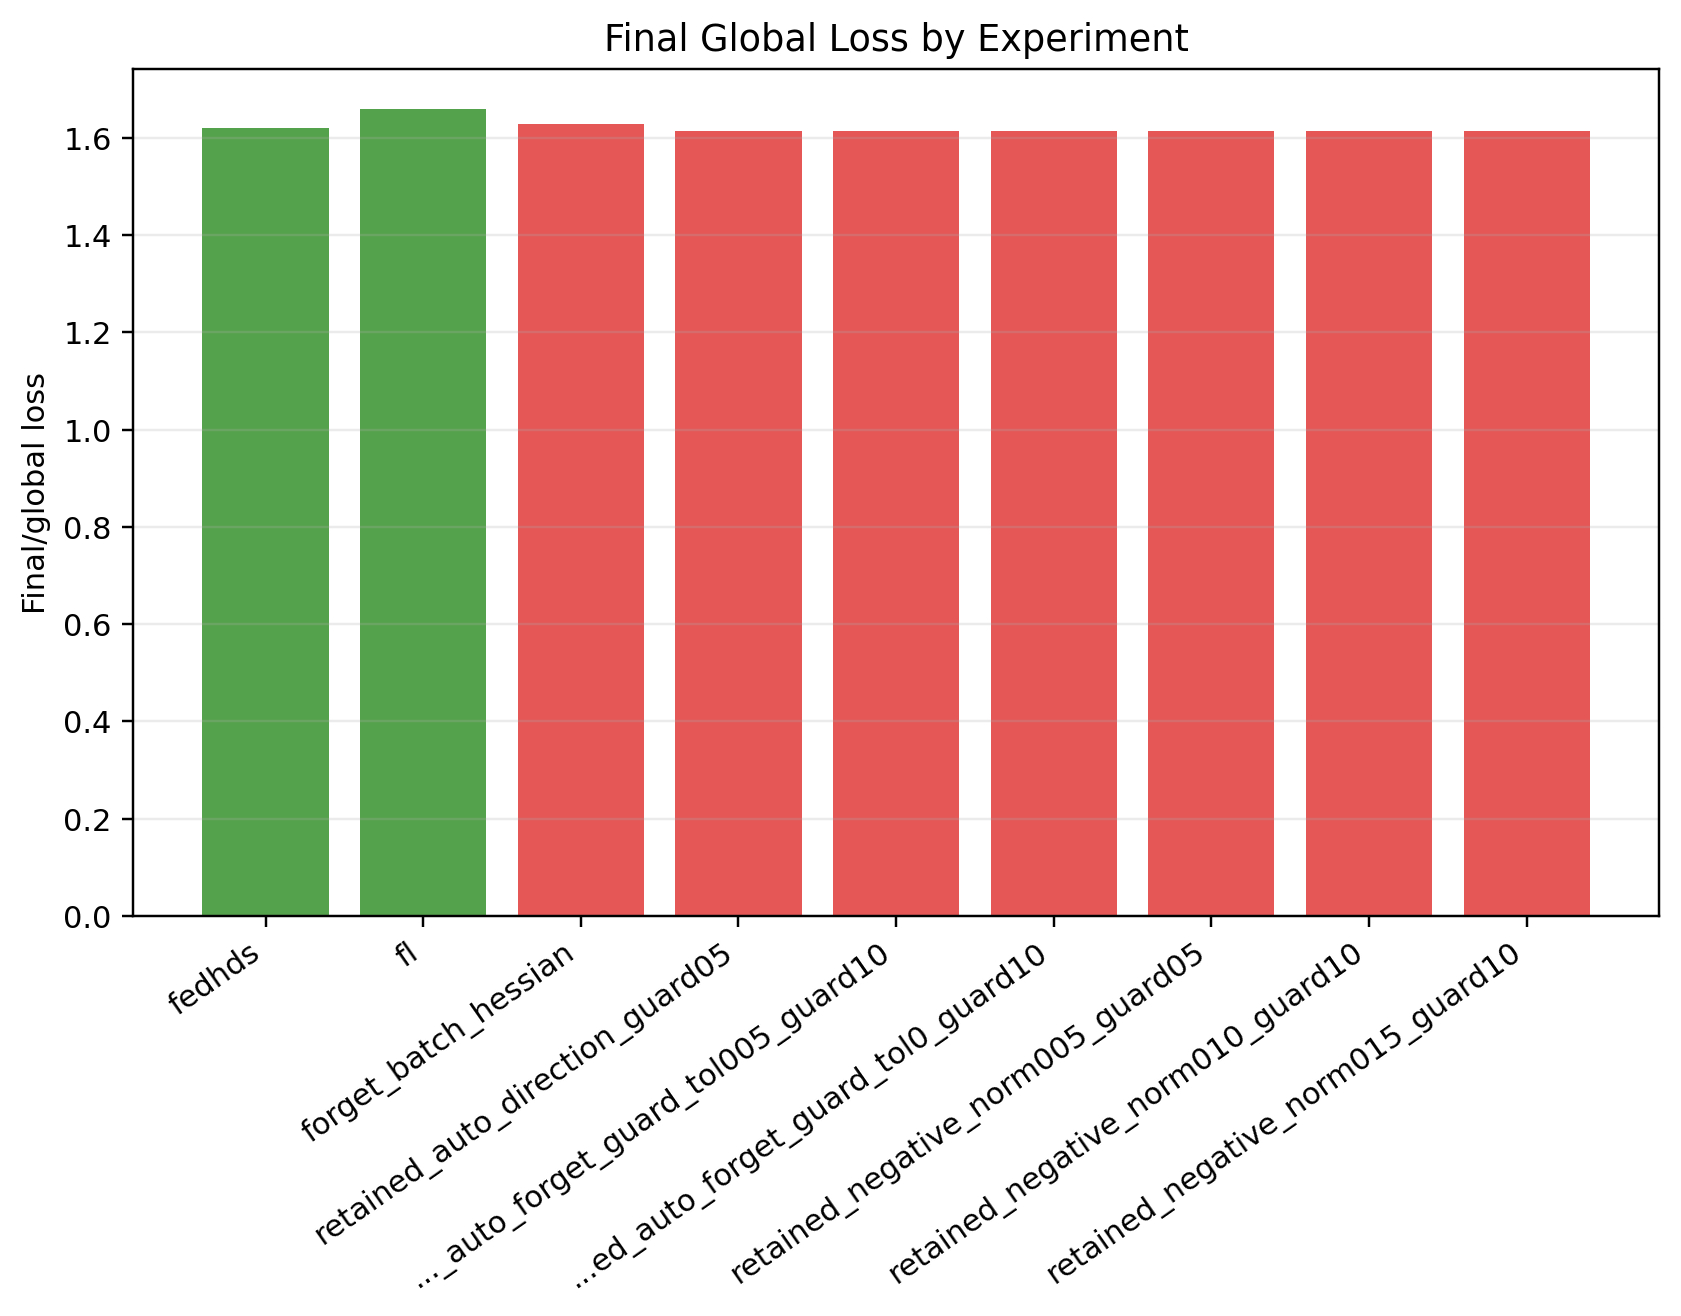 Final Global Loss by Experiment
Final/global loss
1.6
1.4
1.2
1.0
0.8
0.6
0.4
0.2
0.0
fedhds
fl
forget_batch_hessian
retained_auto_direction_guard05
..._auto_forget_guard_tol005_guard10
...ed_auto_forget_guard_tol0_guard10
retained_negative_norm005_guard05
retained_negative_norm010_guard10
retained_negative_norm015_guard10